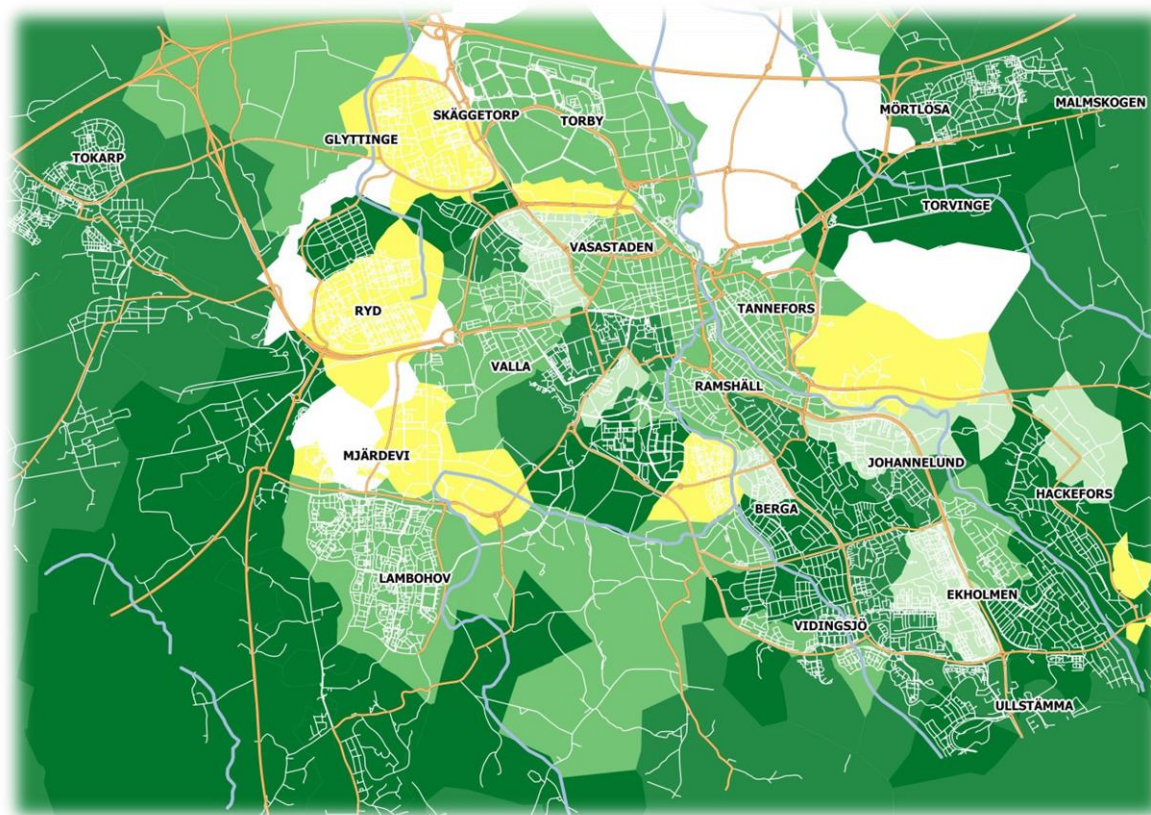 SKÄGGETORP
MÖRTLÖSA
MALMSKOGEN
TORBY
GLYTTINGE
TOKARP
TORVINGE
VASASTADEN
RYD
TANNEFORS
VALLA
RAMSHÄLL
MJÄRDEVI
JOHANNELUND
HACKEFORS
BERGA
LAMBOHOV
EKHOLMEN
VIDINGSJÖ
ULLSTÄMMA